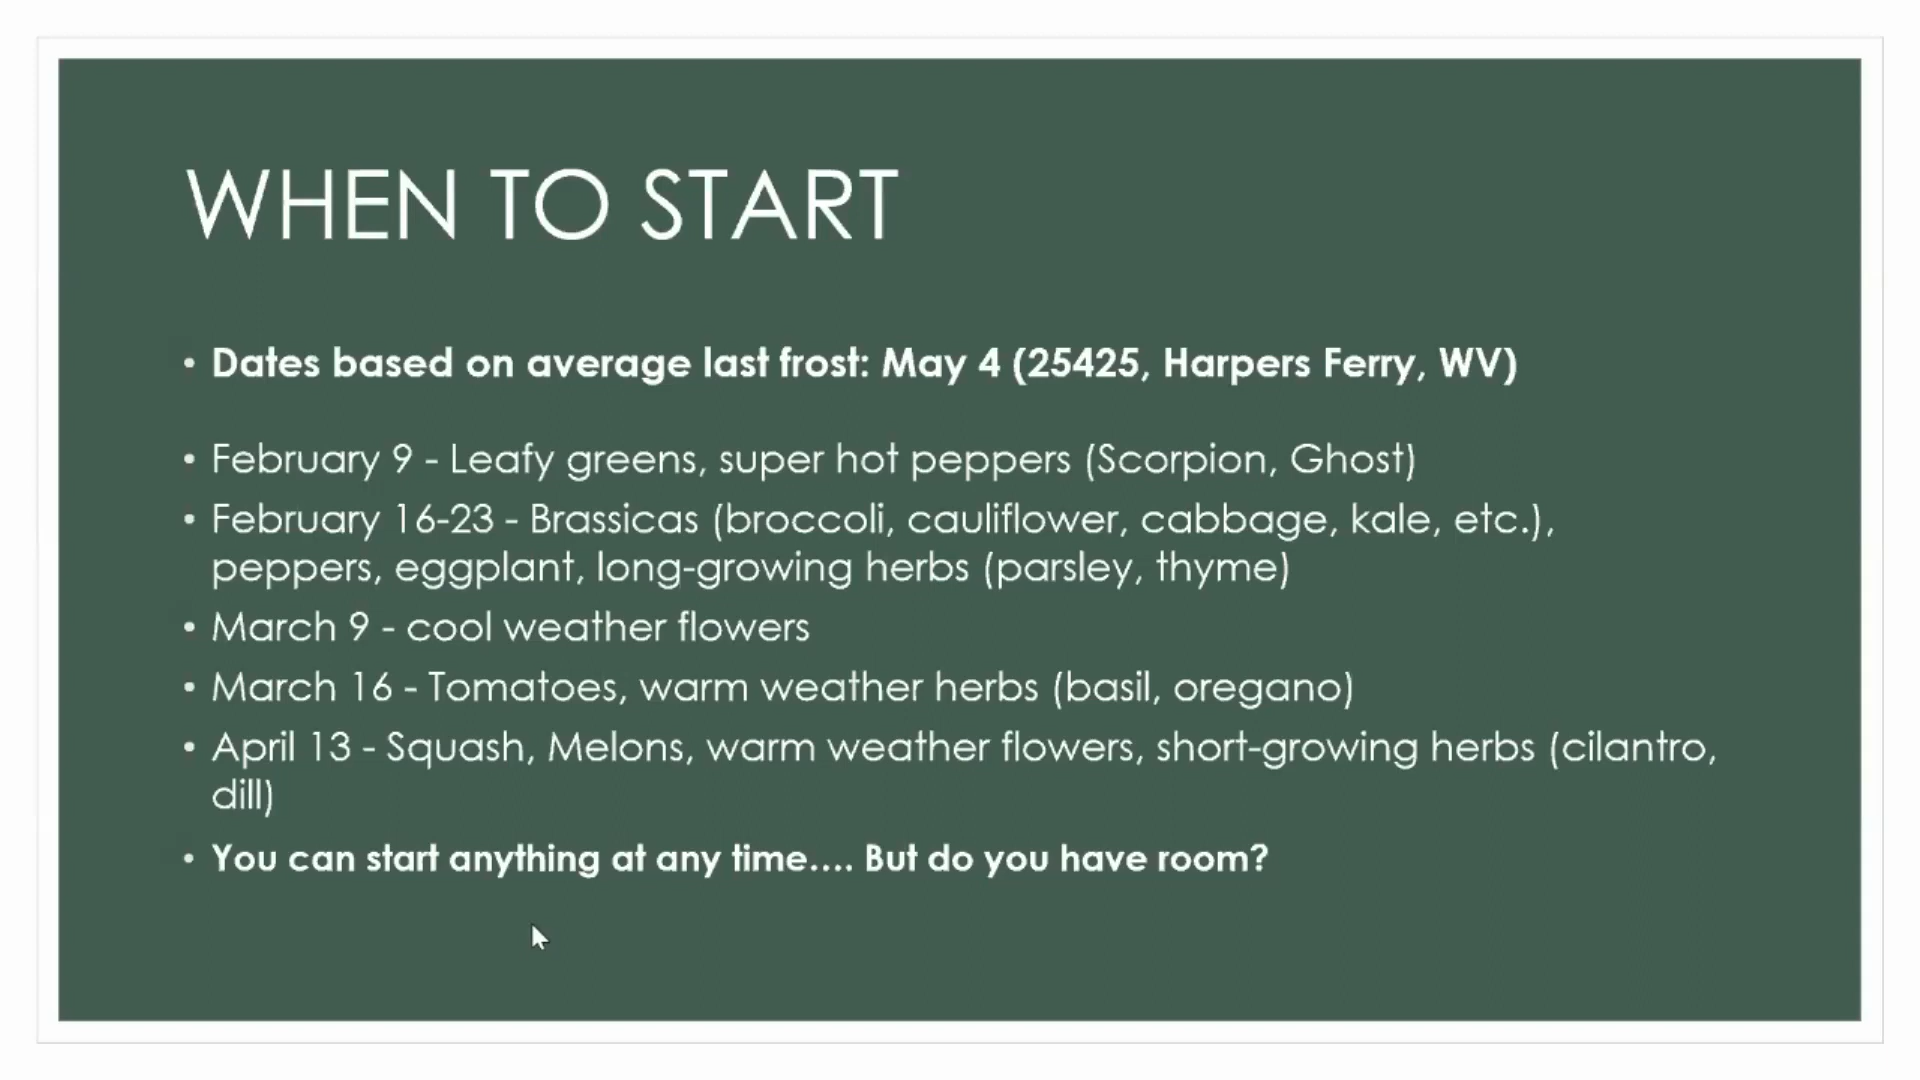 WHEN TO START
• Dates based on average last frost: May 4 (25425, Harpers Ferry, WV)
• February 9 - Leafy greens, super hot peppers (Scorpion, Ghost)
• February 16-23 - Brassicas (broccoli, cauliflower, cabbage, kale, etc.),
peppers, eggplant, long-growing herbs (parsley, thyme)
• March 9 - cool weather flowers
• March 16 - Tomatoes, warm weather herbs (basil, oregano)
• April 13 - Squash, Melons, warm weather flowers, short-growing herbs (cilantro,
dill)
• You can start anything at any time.... But do you have room?